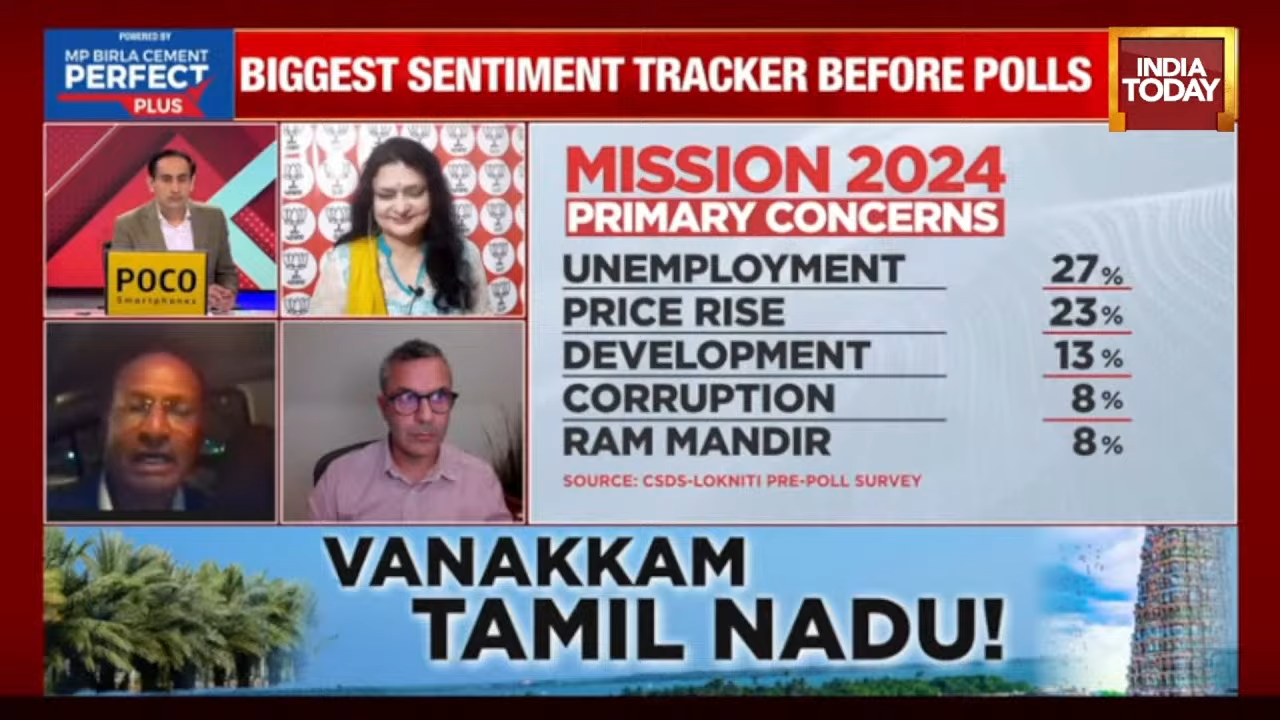 POWERED BY
MP BIRLA CEMENT
PERFECT
PLUS
BIGGEST SENTIMENT TRACKER BEFORE POLLS
INDIA
TODAY
POCO
Smartphones
MISSION 2024
PRIMARY CONCERNS
UNEMPLOYMENT 27%
PRICE RISE 23%
DEVELOPMENT 13%
CORRUPTION 8%
RAM MANDIR 8%
SOURCE: CSDS-LOKNITI PRE-POLL SURVEY
VANAKKAM
TAMIL NADU!